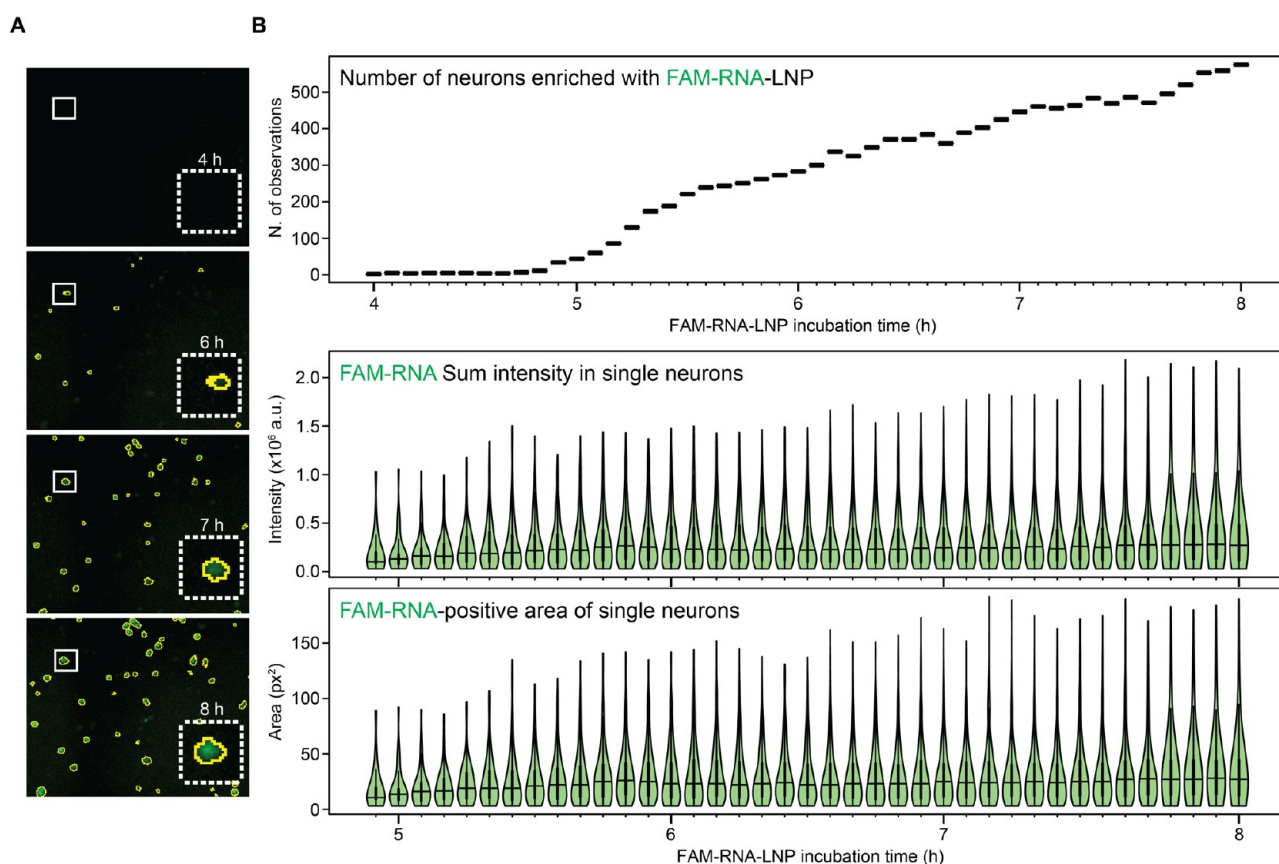 A
B
4 h
6 h
7 h
8 h
Number of neurons enriched with FAM-RNA-LNP
N. of observations
500
400
300
200
100
0
4
5
6
7
8
FAM-RNA-LNP incubation time (h)
FAM-RNA Sum intensity in single neurons
Intensity (x10⁶ a.u.)
2.0
1.5
1.0
0.5
0.0
FAM-RNA-positive area of single neurons
Area (px²)
150
100
50
0
5
6
7
8
FAM-RNA-LNP incubation time (h)